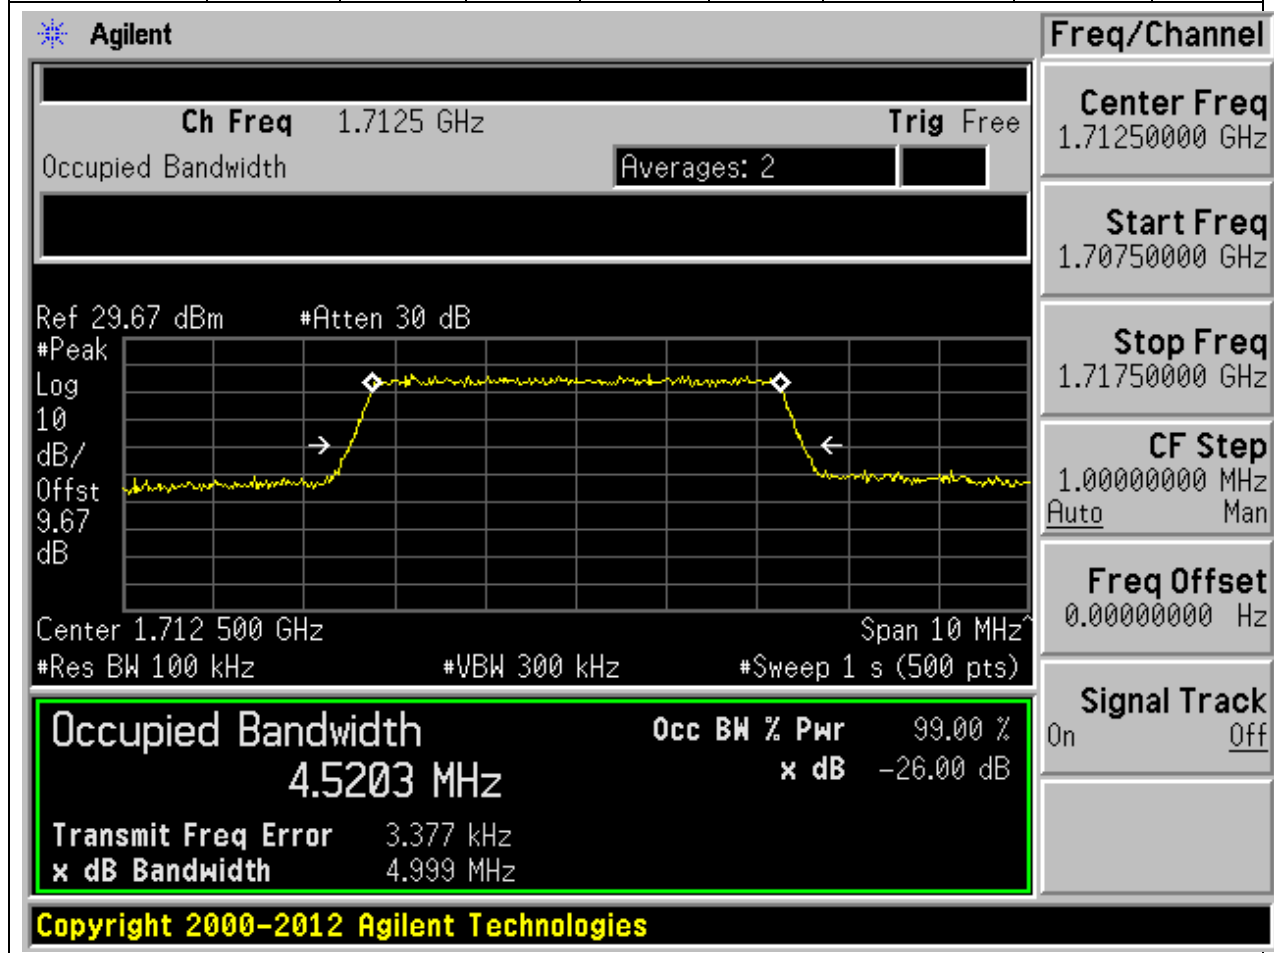 Agilent
Freq/Channel
Ch Freq 1.7125 GHz Trig Free
Occupied Bandwidth Averages: 2
Center Freq
1.71250000 GHz
Start Freq
1.70750000 GHz
Stop Freq
1.71750000 GHz
CF Step
1.00000000 MHz
Auto Man
Freq Offset
0.00000000 Hz
Signal Track
On Off
Ref 29.67 dBm #Atten 30 dB
#Peak
Log
10
dB/
Offst
9.67
dB
Center 1.712 500 GHz Span 10 MHz^
#Res BW 100 kHz #VBW 300 kHz #Sweep 1 s (500 pts)
Occupied Bandwidth
4.5203 MHz
Occ BW % Pwr 99.00 %
x dB -26.00 dB
Transmit Freq Error 3.377 kHz
x dB Bandwidth 4.999 MHz
Copyright 2000-2012 Agilent Technologies